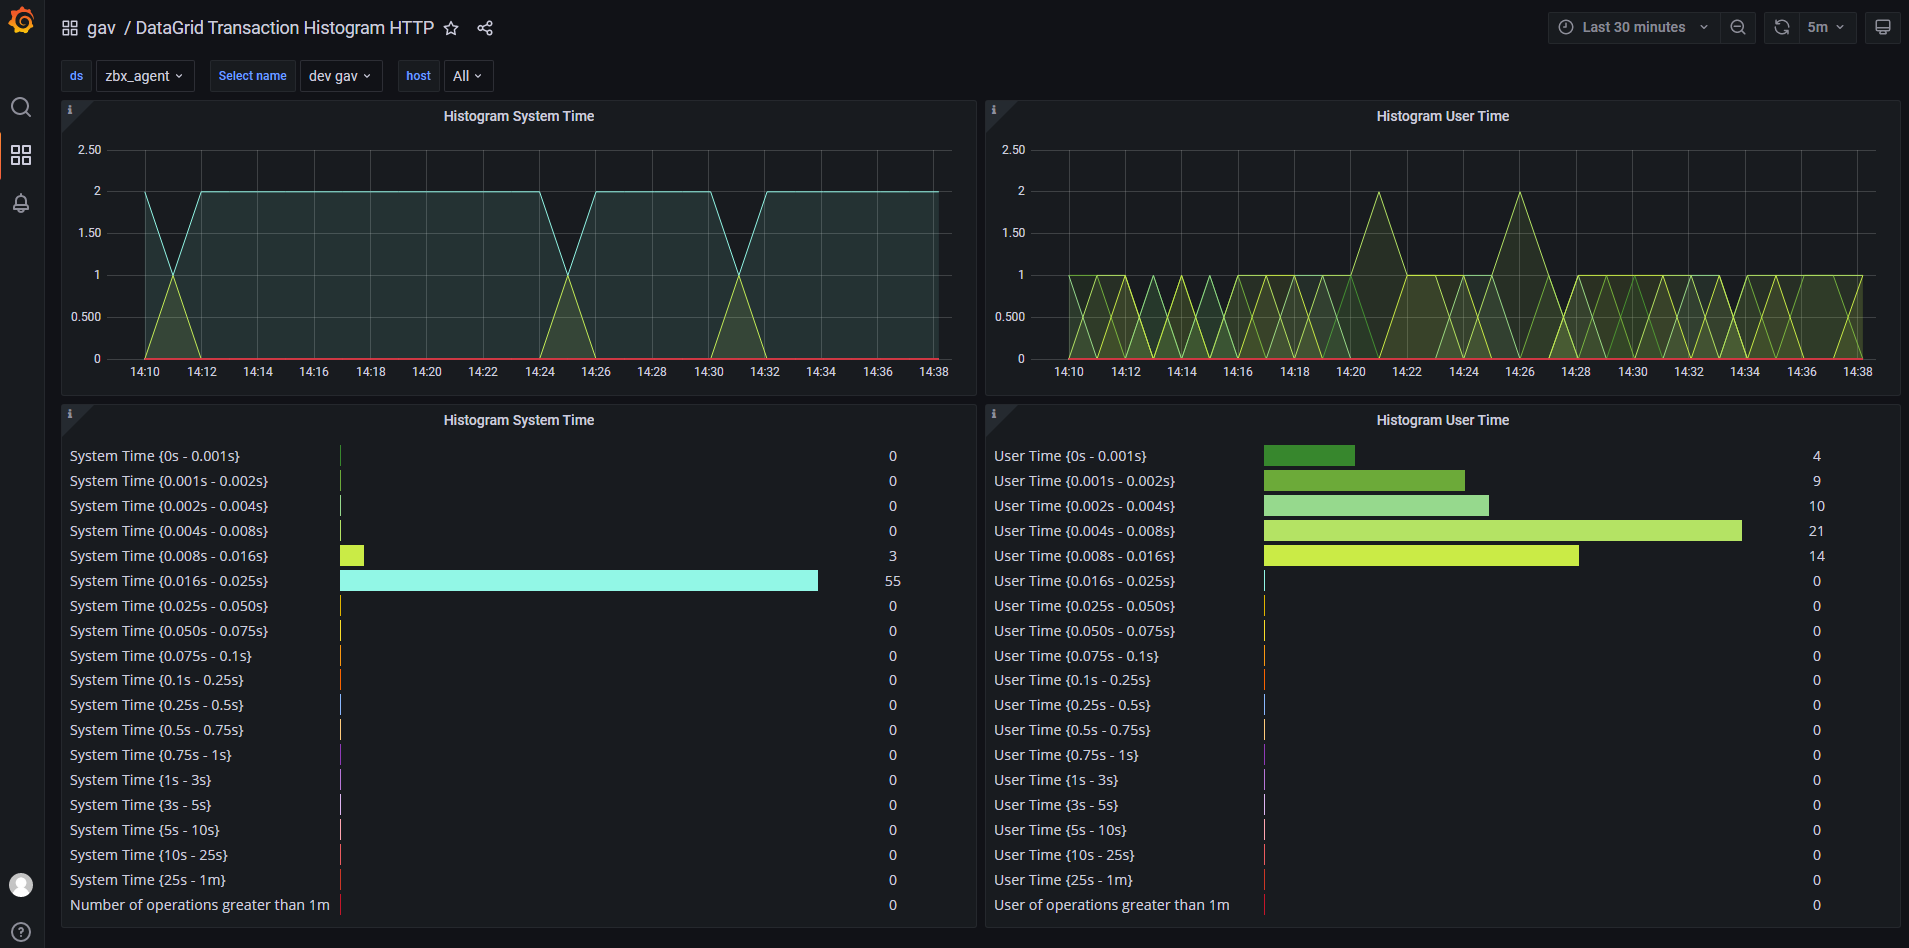 gav / DataGrid Transaction Histogram HTTP
Last 30 minutes
5m
ds zbx_agent Select name dev gav host All
Histogram System Time
2.50
2
1.50
1
0.500
0
14:10 14:12 14:14 14:16 14:18 14:20 14:22 14:24 14:26 14:28 14:30 14:32 14:34 14:36 14:38
Histogram User Time
2.50
2
1.50
1
0.500
0
14:10 14:12 14:14 14:16 14:18 14:20 14:22 14:24 14:26 14:28 14:30 14:32 14:34 14:36 14:38
Histogram System Time
System Time {0s - 0.001s} 0
System Time {0.001s - 0.002s} 0
System Time {0.002s - 0.004s} 0
System Time {0.004s - 0.008s} 0
System Time {0.008s - 0.016s} 3
System Time {0.016s - 0.025s} 55
System Time {0.025s - 0.050s} 0
System Time {0.050s - 0.075s} 0
System Time {0.075s - 0.1s} 0
System Time {0.1s - 0.25s} 0
System Time {0.25s - 0.5s} 0
System Time {0.5s - 0.75s} 0
System Time {0.75s - 1s} 0
System Time {1s - 3s} 0
System Time {3s - 5s} 0
System Time {5s - 10s} 0
System Time {10s - 25s} 0
System Time {25s - 1m} 0
Number of operations greater than 1m 0
Histogram User Time
User Time {0s - 0.001s} 4
User Time {0.001s - 0.002s} 9
User Time {0.002s - 0.004s} 10
User Time {0.004s - 0.008s} 21
User Time {0.008s - 0.016s} 14
User Time {0.016s - 0.025s} 0
User Time {0.025s - 0.050s} 0
User Time {0.050s - 0.075s} 0
User Time {0.075s - 0.1s} 0
User Time {0.1s - 0.25s} 0
User Time {0.25s - 0.5s} 0
User Time {0.5s - 0.75s} 0
User Time {0.75s - 1s} 0
User Time {1s - 3s} 0
User Time {3s - 5s} 0
User Time {5s - 10s} 0
User Time {10s - 25s} 0
User Time {25s - 1m} 0
User of operations greater than 1m 0